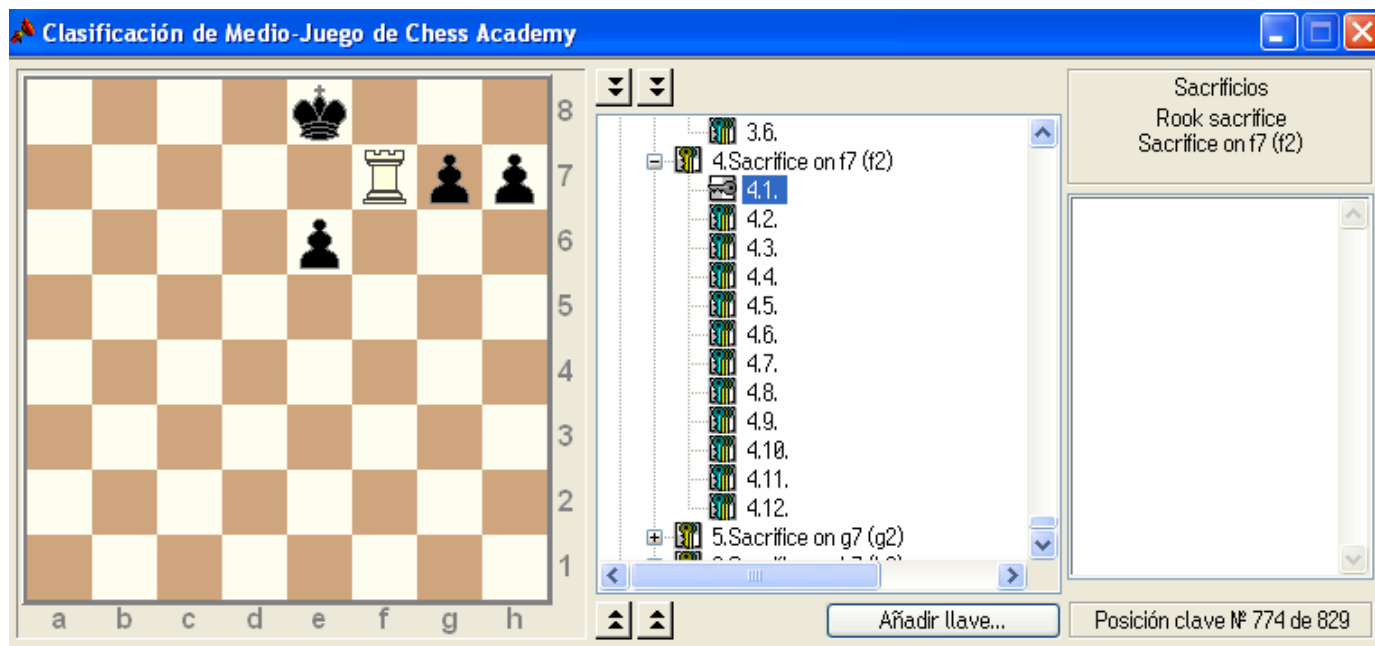 Clasificación de Medio-Juego de Chess Academy
8
7
6
5
4
3
2
1
a b c d e f g h
3.6.
4.Sacrifice on f7 (f2)
4.1.
4.2.
4.3.
4.4.
4.5.
4.6.
4.7.
4.8.
4.9.
4.10.
4.11.
4.12.
5.Sacrifice on g7 (g2)
Añadir llave...
Sacrificios
Rook sacrifice
Sacrifice on f7 (f2)
Posición clave Nº 774 de 829